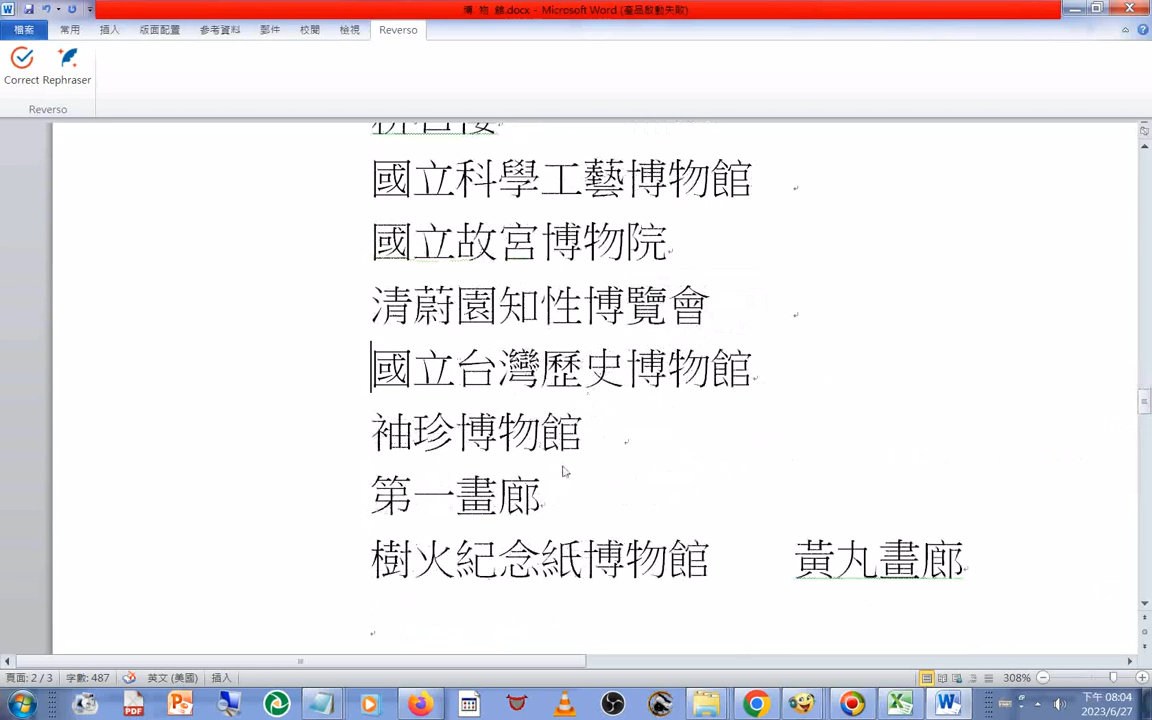 博 物 館.docx - Microsoft Word (產品啟動失敗)
檔案 常用 插入 版面配置 參考資料 郵件 校閱 檢視 Reverso
Correct Rephraser
Reverso
國立科學工藝博物館
國立故宮博物院
清蔚園知性博覽會
國立台灣歷史博物館
袖珍博物館
第一畫廊
樹火紀念紙博物館 黃丸畫廊
頁面: 2 / 3 字數: 487 英文 (美國) 插入 308%
PDF
下午 08:04
2023/6/27